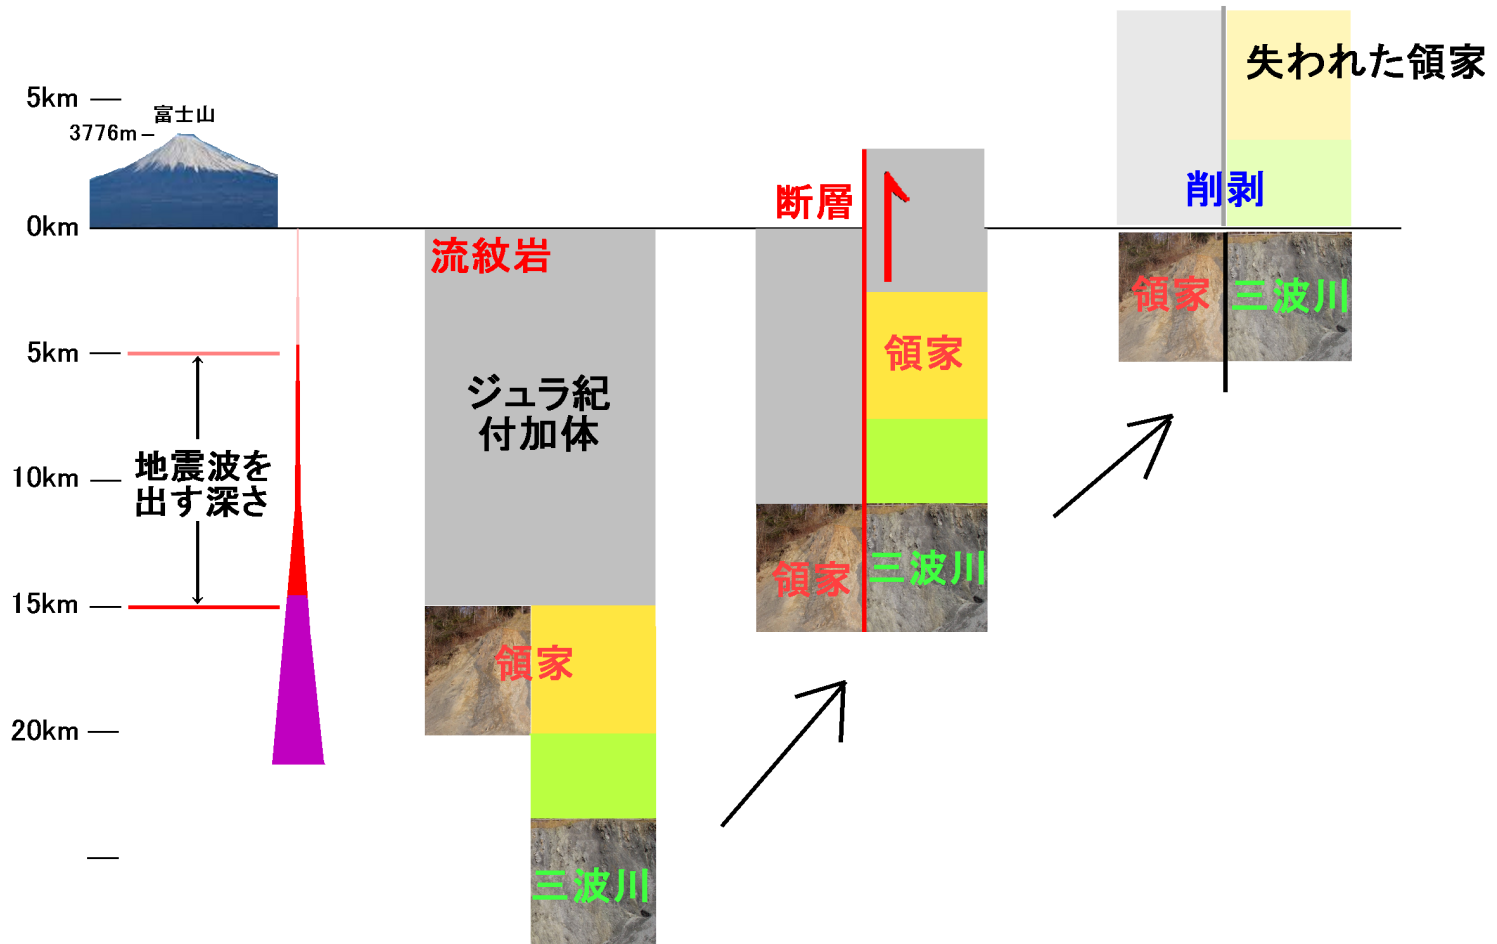 5km
富士山
3776m
0km
5km
地震波を
出す深さ
10km
15km
20km
流紋岩
ジュラ紀
付加体
領家
三波川
断層
領家
領家
三波川
失われた領家
削剥
領家
三波川